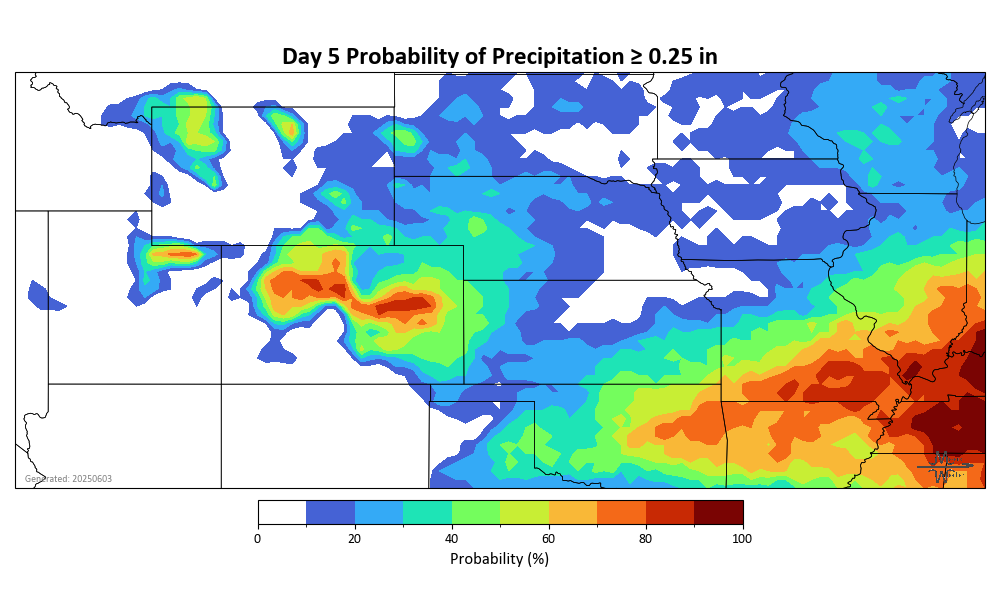 Day 5 Probability of Precipitation ≥ 0.25 in
Generated: 20250603
0 20 40 60 80 100
Probability (%)